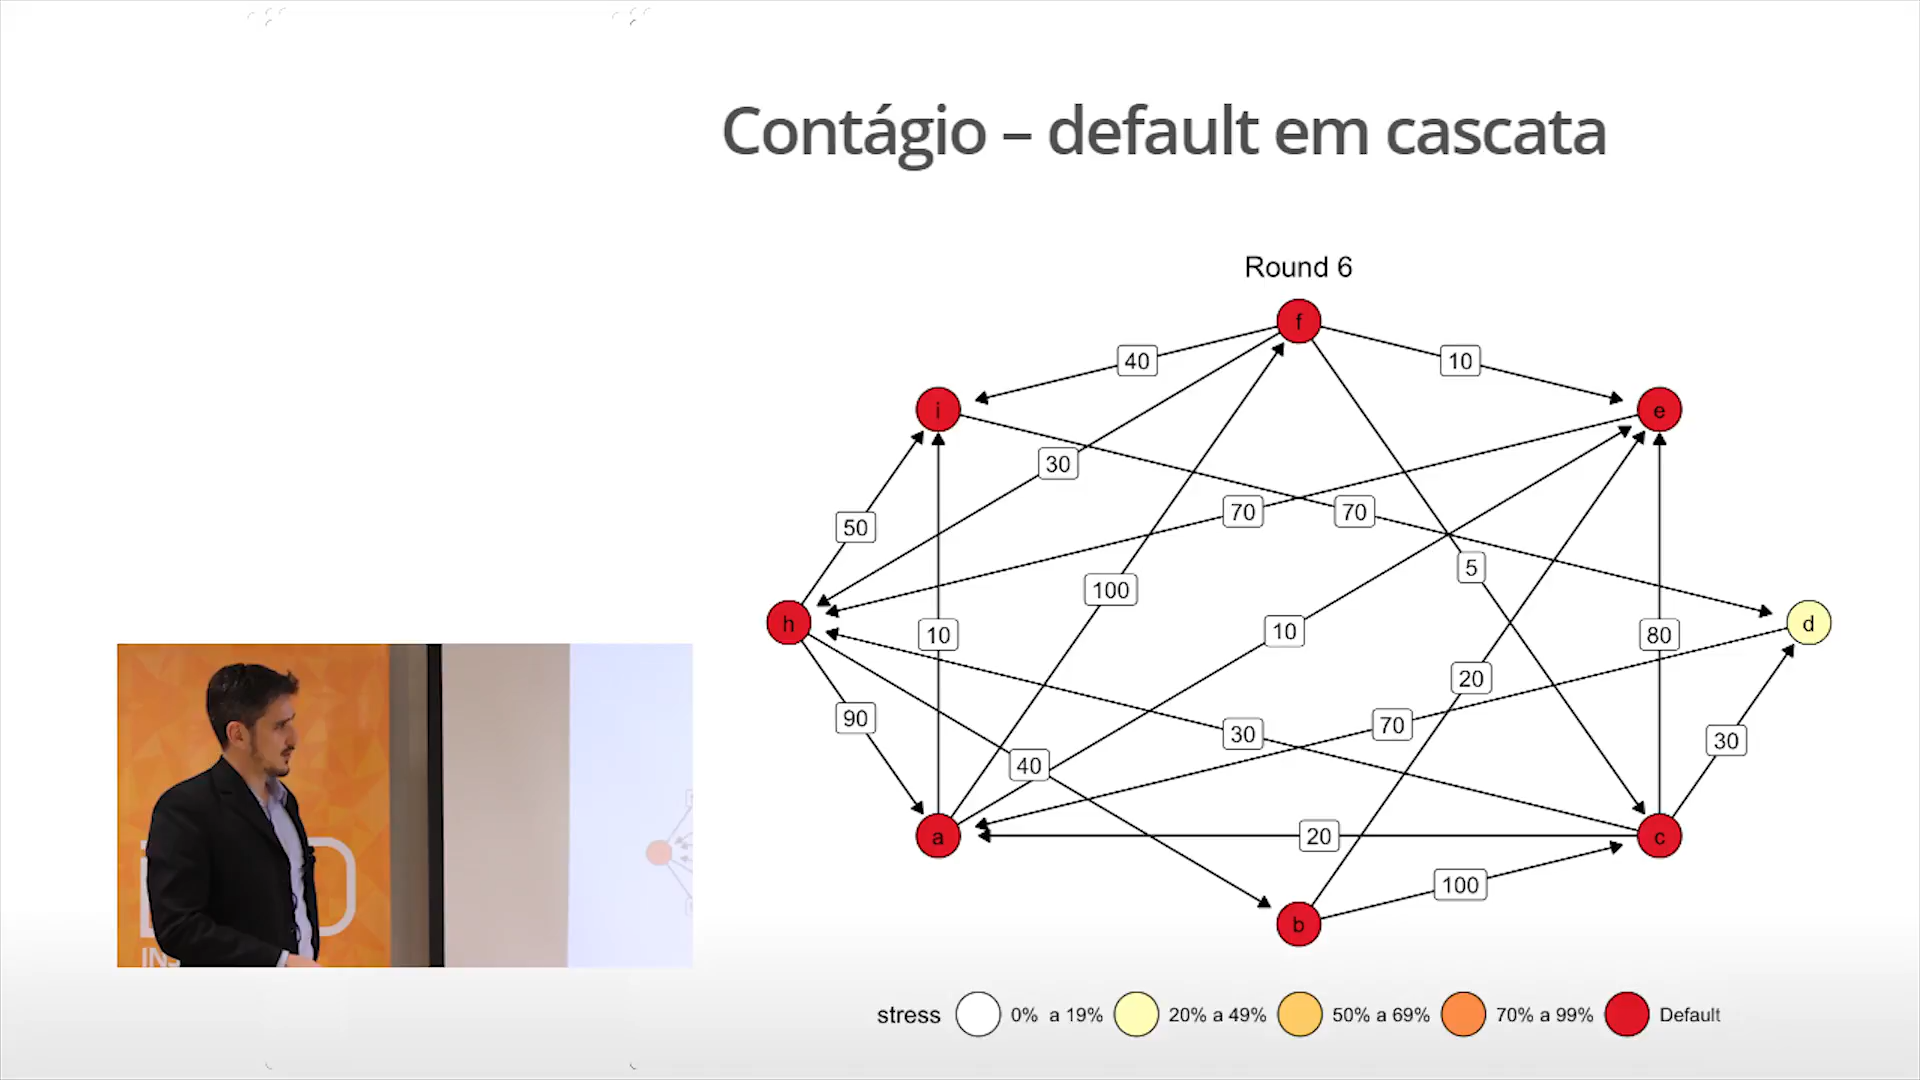 Contágio – default em cascata
Round 6
f
40
10
i
e
30
50
70
70
5
100
h
10
10
80
d
20
90
30
70
30
40
a
20
c
100
b
stress
0% a 19%
20% a 49%
50% a 69%
70% a 99%
Default